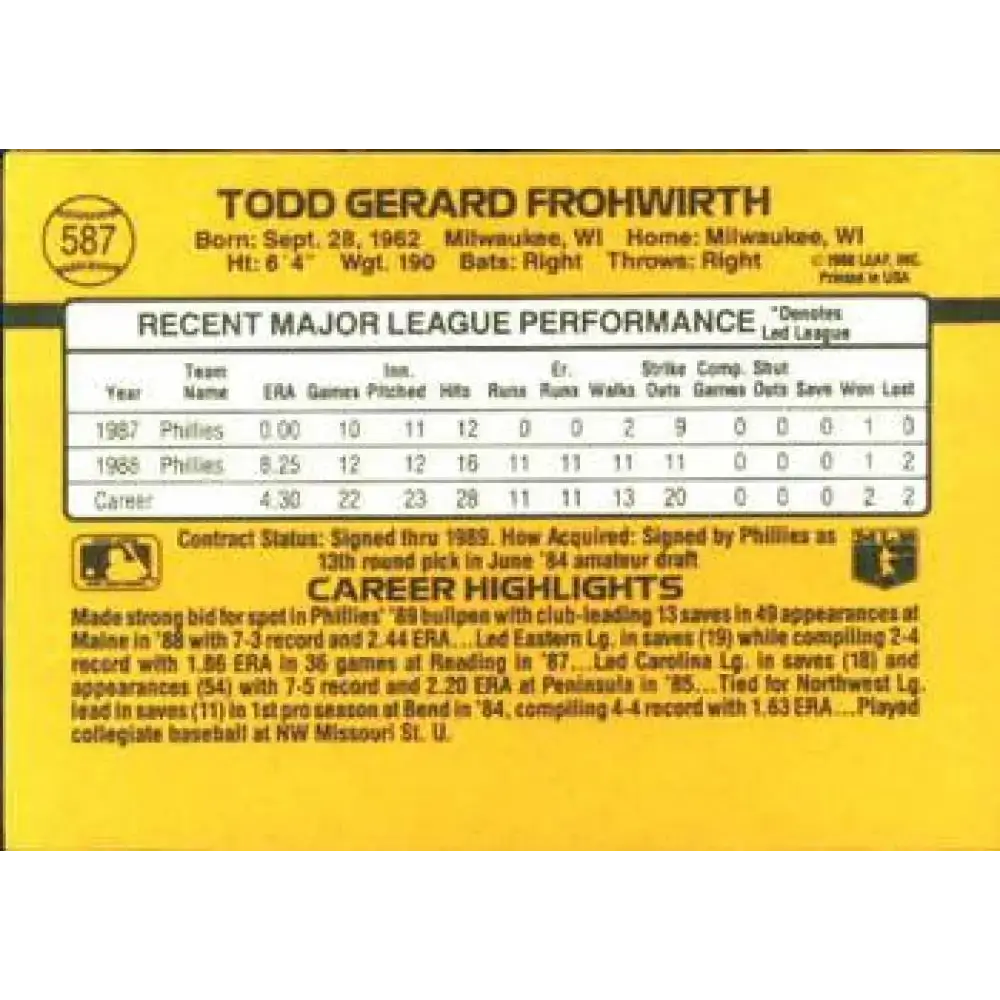 587
TODD GERARD FROHWIRTH
Born: Sept. 28, 1962 Milwaukee, WI Home: Milwaukee, WI
Ht: 6'4" Wgt. 190 Bats: Right Throws: Right
© 1988 LEAF, INC.
Printed in USA
RECENT MAJOR LEAGUE PERFORMANCE *Denotes Led League
Year Team Name ERA Games Inn. Pitched Hits Runs Er. Runs Walks Strike Outs Comp. Games Shut Outs Save Won Lost
1987 Phillies 0.00 10 11 12 0 0 2 9 0 0 0 1 0
1988 Phillies 8.25 12 12 16 11 11 11 11 0 0 0 1 2
Career 4.30 22 23 28 11 11 13 20 0 0 0 2 2
Contract Status: Signed thru 1989. How Acquired: Signed by Phillies as
13th round pick in June '84 amateur draft
CAREER HIGHLIGHTS
Made strong bid for spot in Phillies' '89 bullpen with club-leading 13 saves in 49 appearances at
Maine in '88 with 7-3 record and 2.44 ERA...Led Eastern Lg. in saves (19) while compiling 2-4
record with 1.86 ERA in 36 games at Reading in '87...Led Carolina Lg. in saves (18) and
appearances (54) with 7-5 record and 2.20 ERA at Peninsula in '85...Tied for Northwest Lg.
lead in saves (11) in 1st pro season at Bend in '84, compiling 4-4 record with 1.63 ERA...Played
collegiate baseball at NW Missouri St. U.